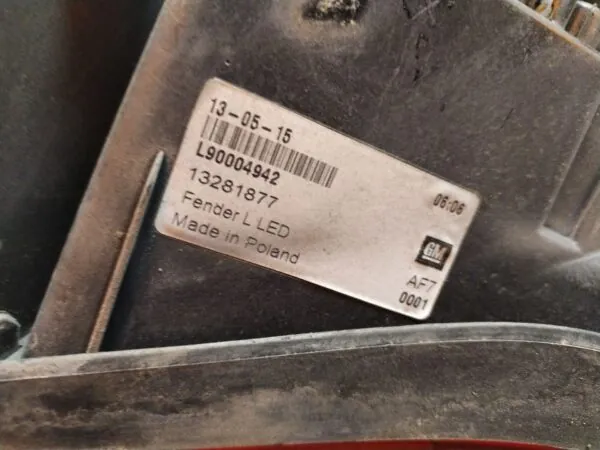 13-05-15
L90004942
13281877
Fender L LED
Made in Poland
06:06
GM
AF7
0001